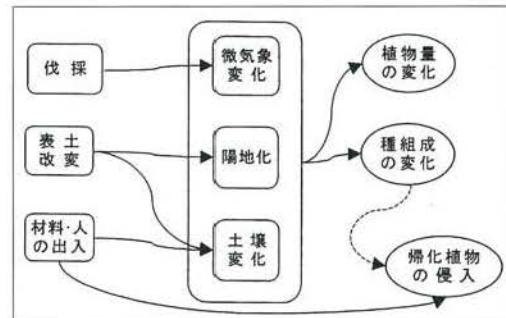 伐採
表土
改変
材料・人
の出入
微気象
変化
陽地化
土壌
変化
植物量
の変化
種組成
の変化
帰化植物
の侵入